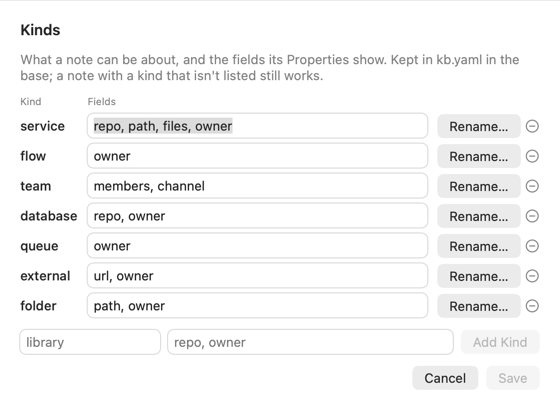 Kinds
What a note can be about, and the fields its Properties show. Kept in kb.yaml in the
base; a note with a kind that isn't listed still works.
Kind Fields
service repo, path, files, owner Rename...
flow owner Rename...
team members, channel Rename...
database repo, owner Rename...
queue owner Rename...
external url, owner Rename...
folder path, owner Rename...
library repo, owner Add Kind
Cancel Save